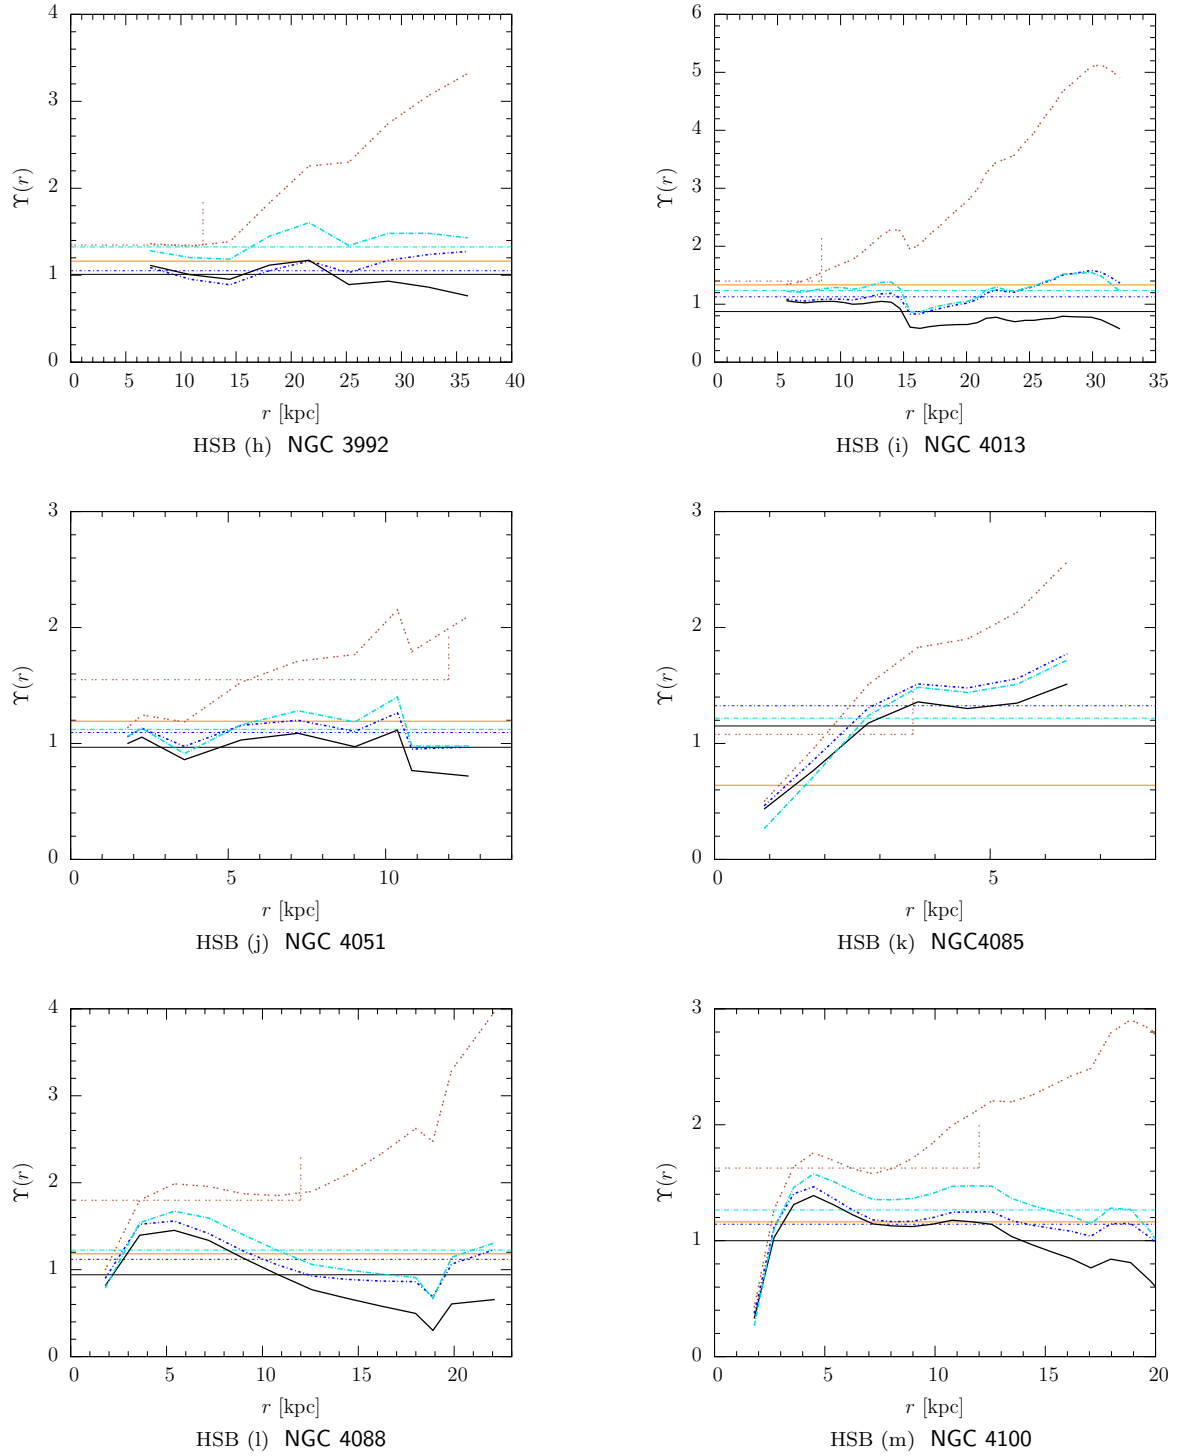 4
3
2
1
0
Υ(r)
0 5 10 15 20 25 30 35 40
r [kpc]
HSB (h) NGC 3992
6
5
4
3
2
1
0
Υ(r)
0 5 10 15 20 25 30 35
r [kpc]
HSB (i) NGC 4013
3
2
1
0
Υ(r)
0 5 10
r [kpc]
HSB (j) NGC 4051
3
2
1
0
Υ(r)
0 5
r [kpc]
HSB (k) NGC4085
4
3
2
1
0
Υ(r)
0 5 10 15 20
r [kpc]
HSB (l) NGC 4088
3
2
1
0
Υ(r)
0 5 10 15 20
r [kpc]
HSB (m) NGC 4100